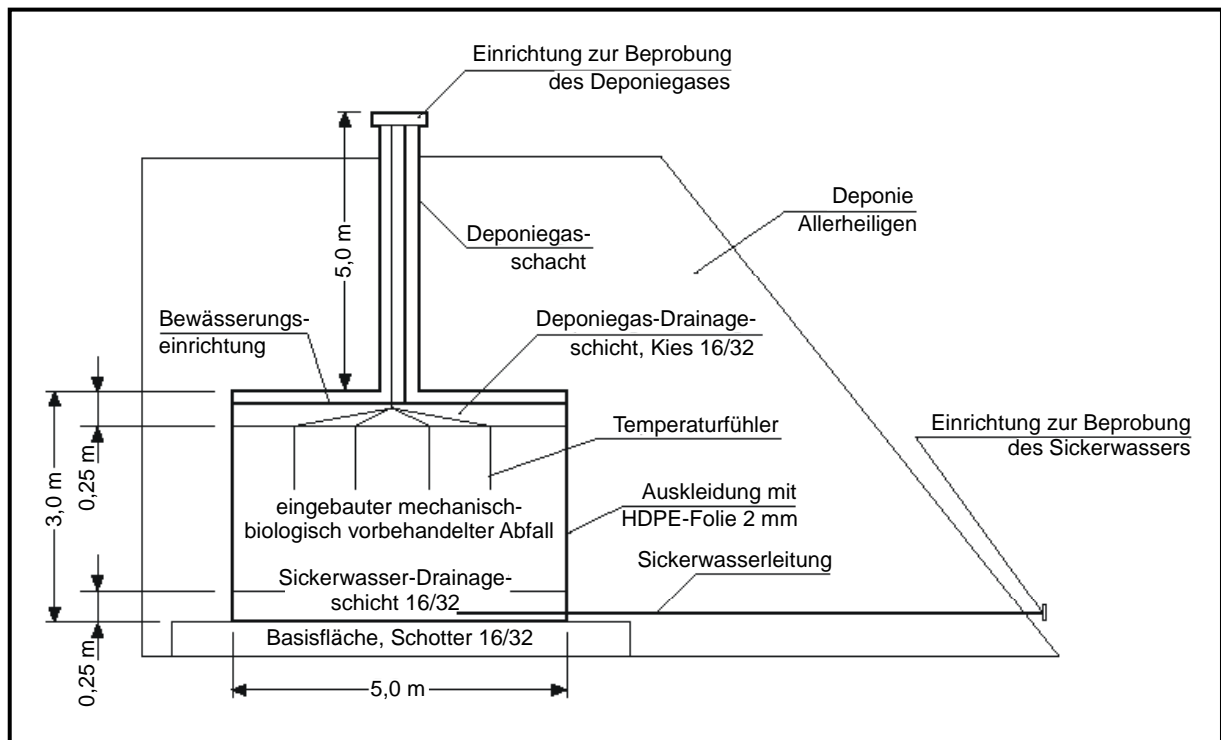 Einrichtung zur Beprobung
des Deponiegases
Deponie
Allerheiligen
5,0 m
Deponiegas-
schacht
Bewässerungs-
einrichtung
Deponiegas-Drainage-
schicht, Kies 16/32
Einrichtung zur Beprobung
des Sickerwassers
Temperaturfühler
3,0 m
0,25 m
eingebauter mechanisch-
biologisch vorbehandelter Abfall
Auskleidung mit
HDPE-Folie 2 mm
Sickerwasserleitung
Sickerwasser-Drainage-
schicht 16/32
Basisfläche, Schotter 16/32
0,25 m
5,0 m